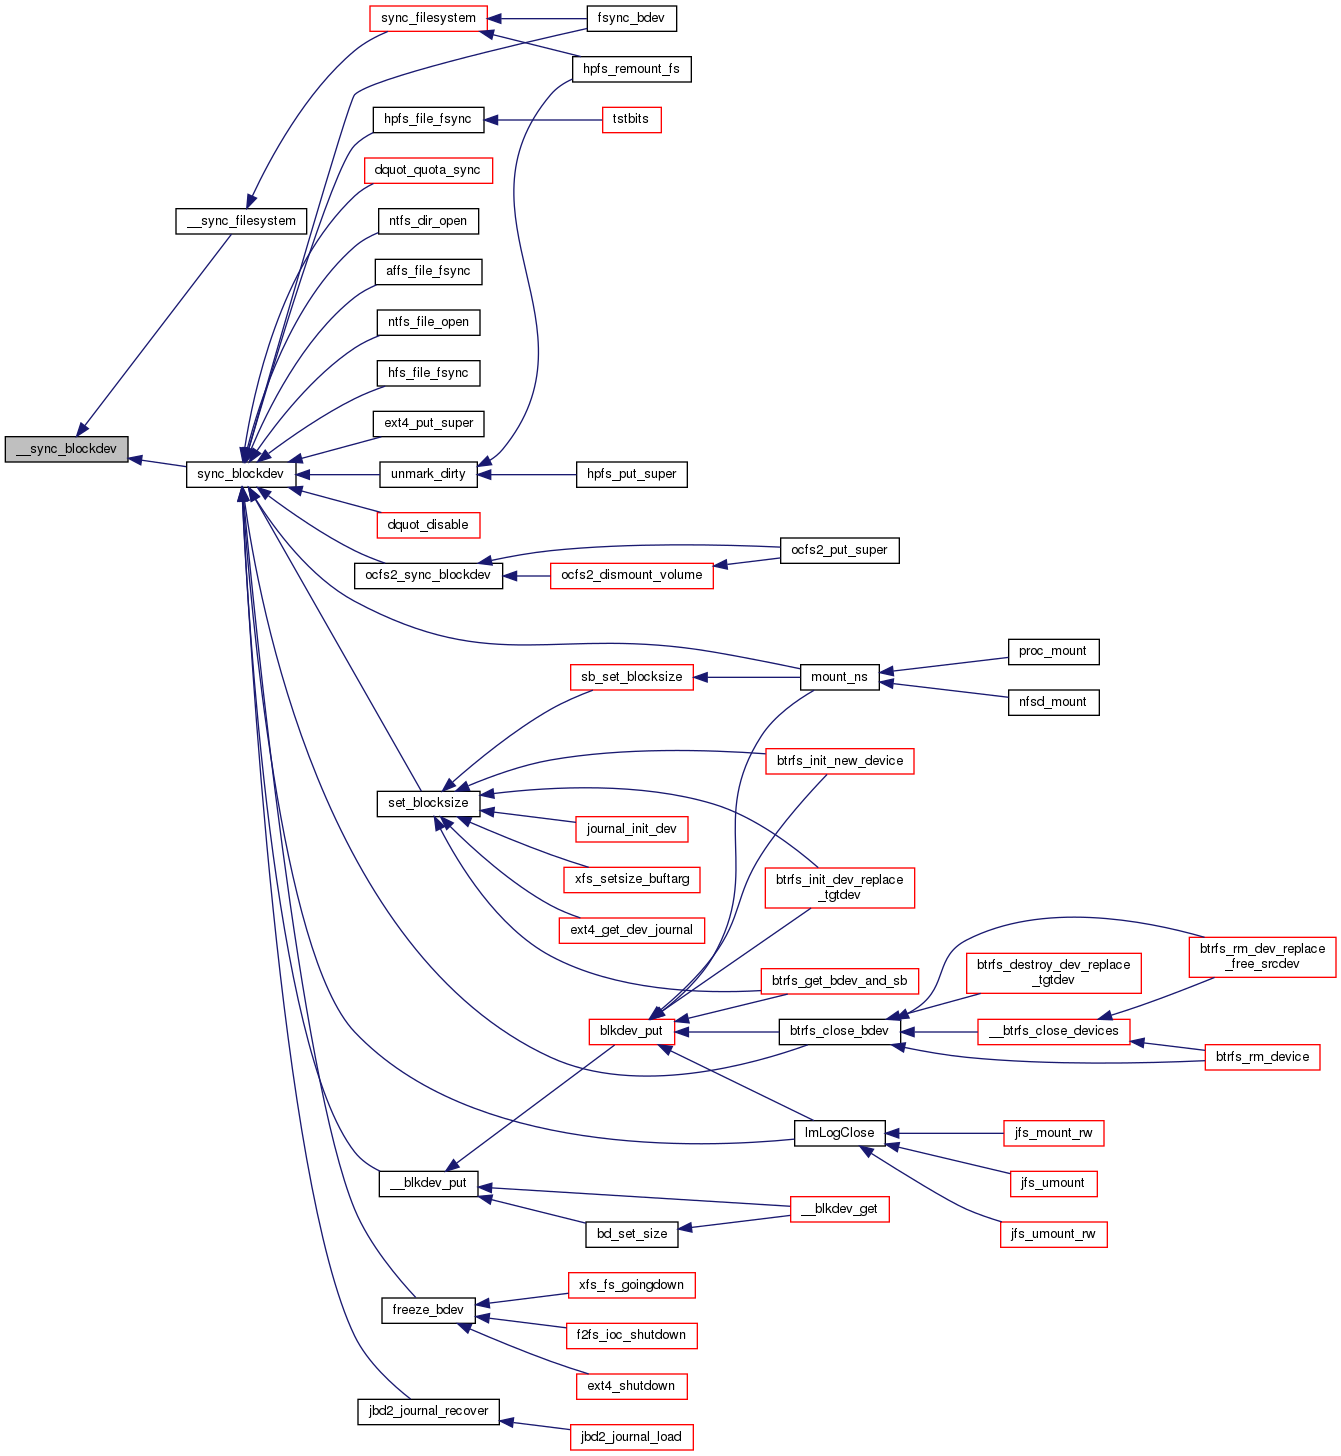 sync_filesystem
fsync_bdev
hpfs_remount_fs
hpfs_file_fsync
tstbits
dquot_quota_sync
__sync_filesystem
ntfs_dir_open
affs_file_fsync
ntfs_file_open
hfs_file_fsync
ext4_put_super
__sync_blockdev
sync_blockdev
unmark_dirty
hpfs_put_super
dquot_disable
ocfs2_put_super
ocfs2_sync_blockdev
ocfs2_dismount_volume
proc_mount
sb_set_blocksize
mount_ns
nfsd_mount
btrfs_init_new_device
set_blocksize
journal_init_dev
xfs_setsize_buftarg
btrfs_init_dev_replace
_tgtdev
ext4_get_dev_journal
btrfs_rm_dev_replace
_free_srcdev
btrfs_destroy_dev_replace
_tgtdev
btrfs_get_bdev_and_sb
blkdev_put
btrfs_close_bdev
__btrfs_close_devices
btrfs_rm_device
lmLogClose
jfs_mount_rw
__blkdev_put
jfs_umount
__blkdev_get
bd_set_size
jfs_umount_rw
xfs_fs_goingdown
freeze_bdev
f2fs_ioc_shutdown
ext4_shutdown
jbd2_journal_recover
jbd2_journal_load